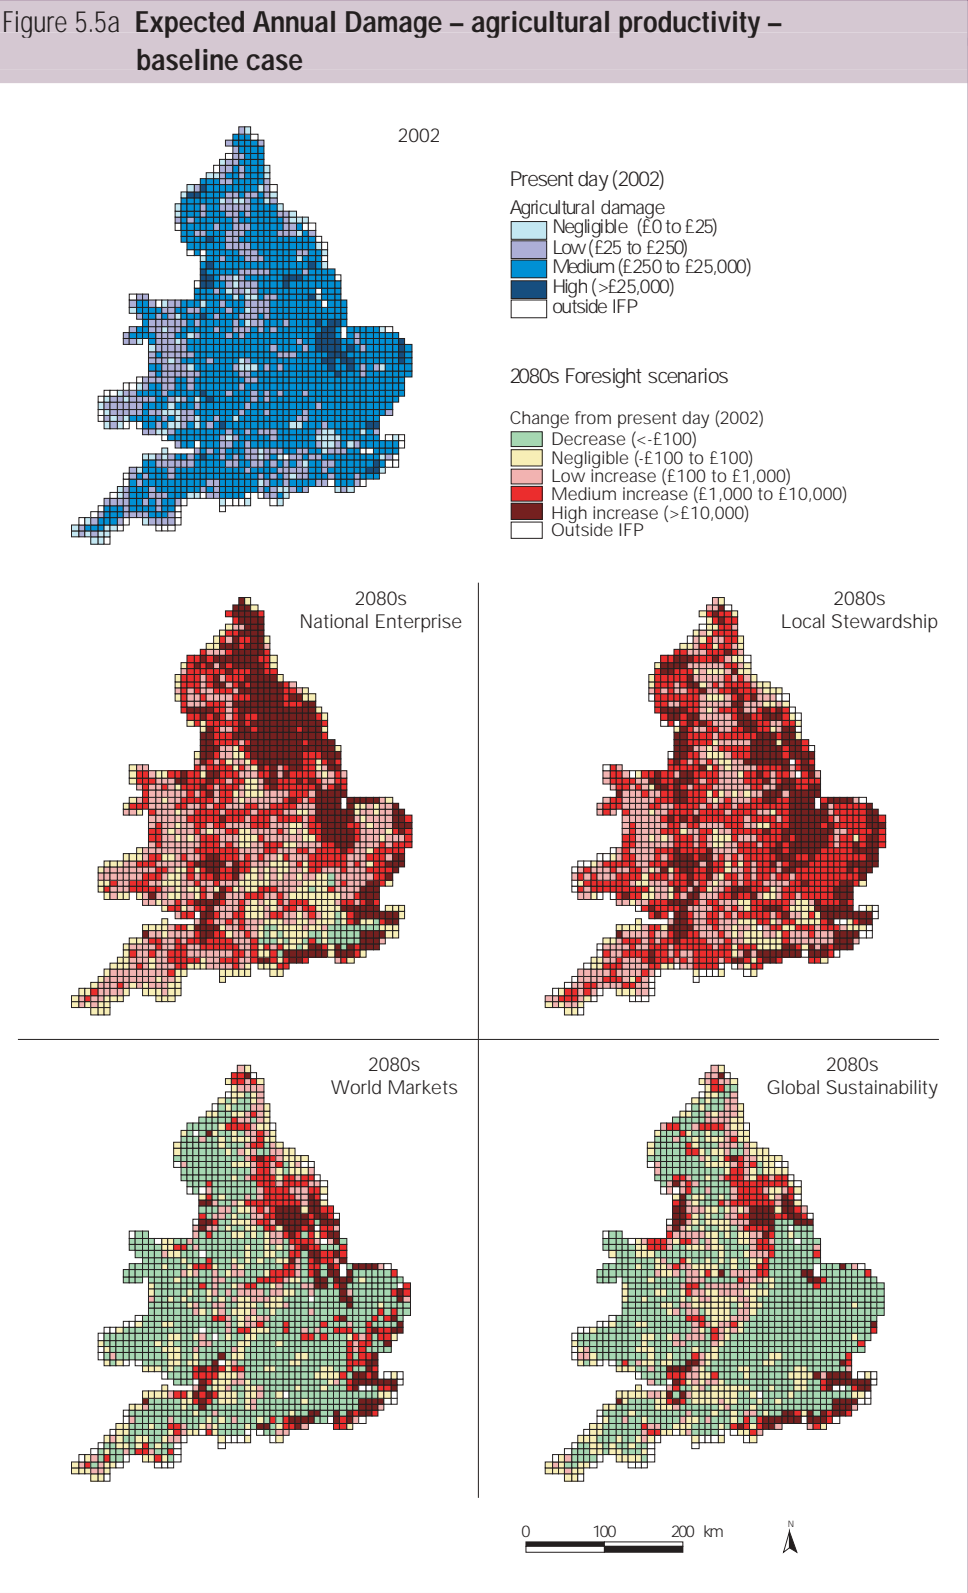 Figure 5.5a Expected Annual Damage – agricultural productivity –
baseline case
2002
Present day (2002)
Agricultural damage
Negligible (£0 to £25)
Low (£25 to £250)
Medium (£250 to £25,000)
High (>£25,000)
outside IFP
2080s Foresight scenarios
Change from present day (2002)
Decrease (<-£100)
Negligible (-£100 to £100)
Low increase (£100 to £1,000)
Medium increase (£1,000 to £10,000)
High increase (>£10,000)
Outside IFP
2080s
National Enterprise
2080s
Local Stewardship
2080s
World Markets
2080s
Global Sustainability
0 100 200 km
N